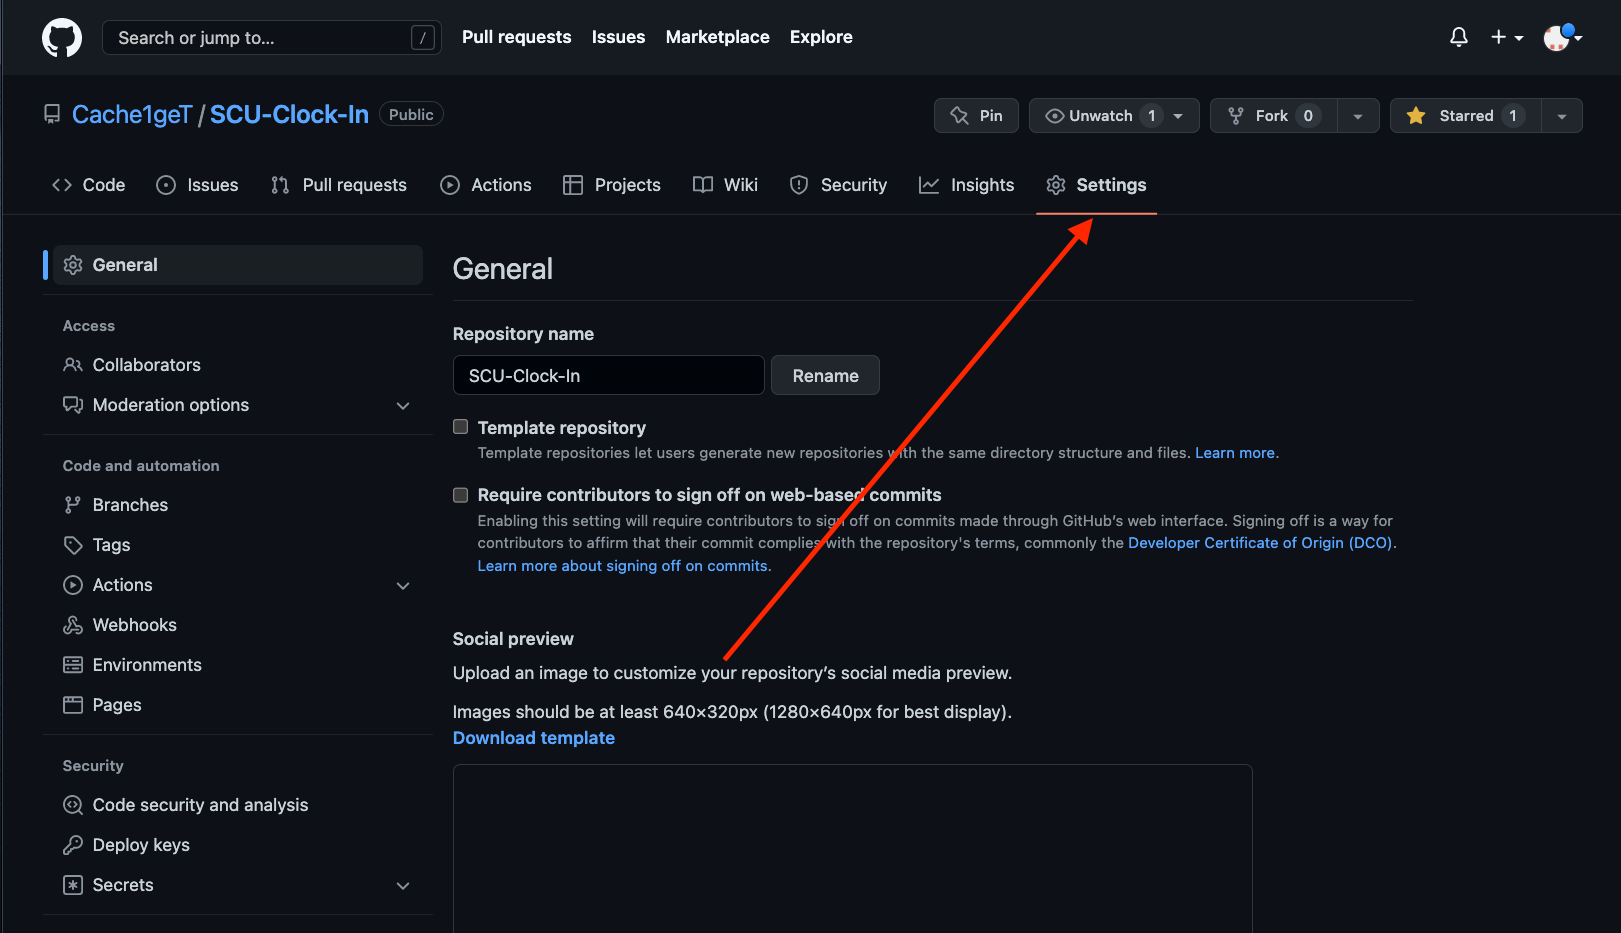 Search or jump to... /
Pull requests Issues Marketplace Explore
Cache1geT / SCU-Clock-In Public
Pin
Unwatch 1
Fork 0
Starred 1
Code Issues Pull requests Actions Projects Wiki Security Insights Settings
General
Access
Collaborators
Moderation options
Code and automation
Branches
Tags
Actions
Webhooks
Environments
Pages
Security
Code security and analysis
Deploy keys
Secrets
General
Repository name
SCU-Clock-In Rename
Template repository
Template repositories let users generate new repositories with the same directory structure and files. Learn more.
Require contributors to sign off on web-based commits
Enabling this setting will require contributors to sign off on commits made through GitHub's web interface. Signing off is a way for
contributors to affirm that their commit complies with the repository's terms, commonly the Developer Certificate of Origin (DCO).
Learn more about signing off on commits.
Social preview
Upload an image to customize your repository’s social media preview.
Images should be at least 640×320px (1280×640px for best display).
Download template